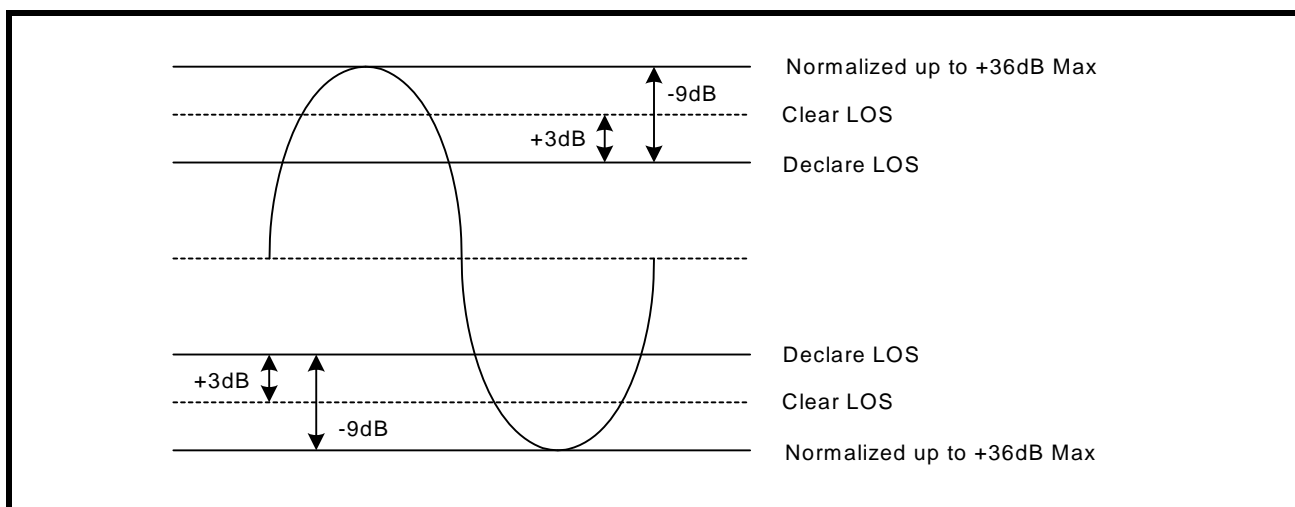 Normalized up to +36dB Max
-9dB
Clear LOS
+3dB
Declare LOS
Declare LOS
+3dB
Clear LOS
-9dB
Normalized up to +36dB Max